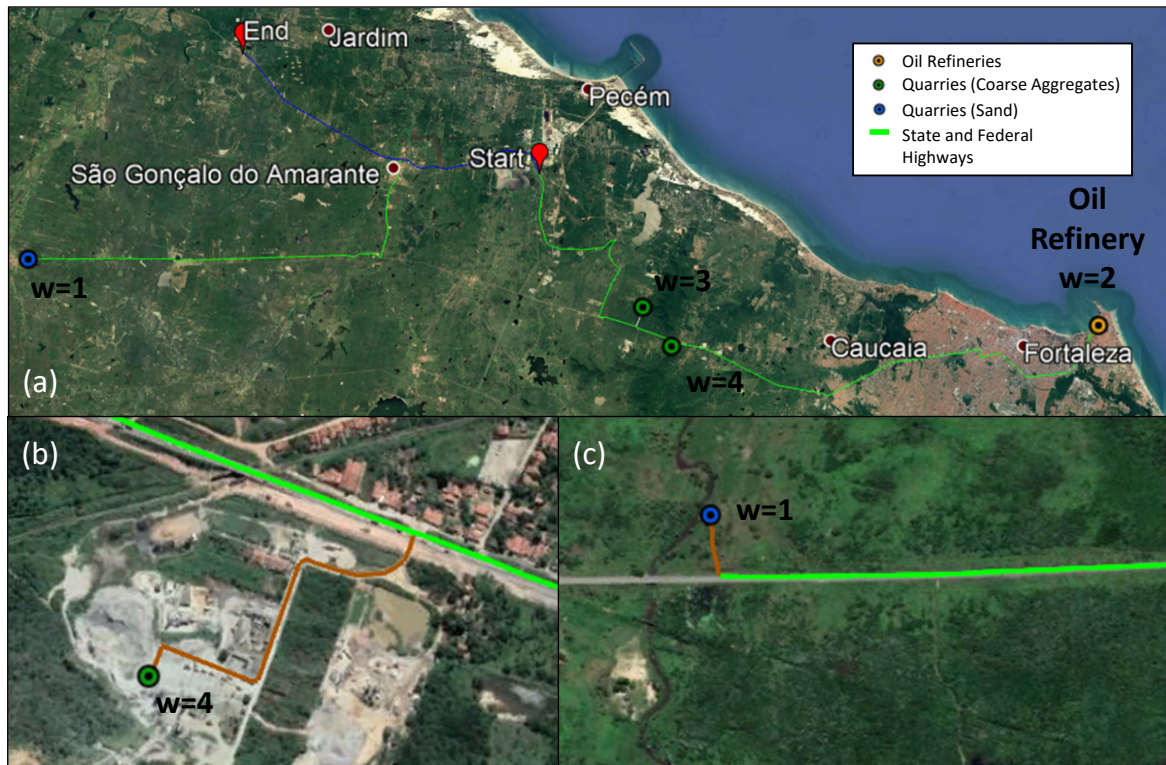 End
Jardim
Pecém
Start
São Gonçalo do Amarante
w=1
w=3
w=4
Caucaia
Fortaleza
Oil
Refinery
w=2
Oil Refineries
Quarries (Coarse Aggregates)
Quarries (Sand)
State and Federal
Highways
(a)
(b)
w=4
(c)
w=1